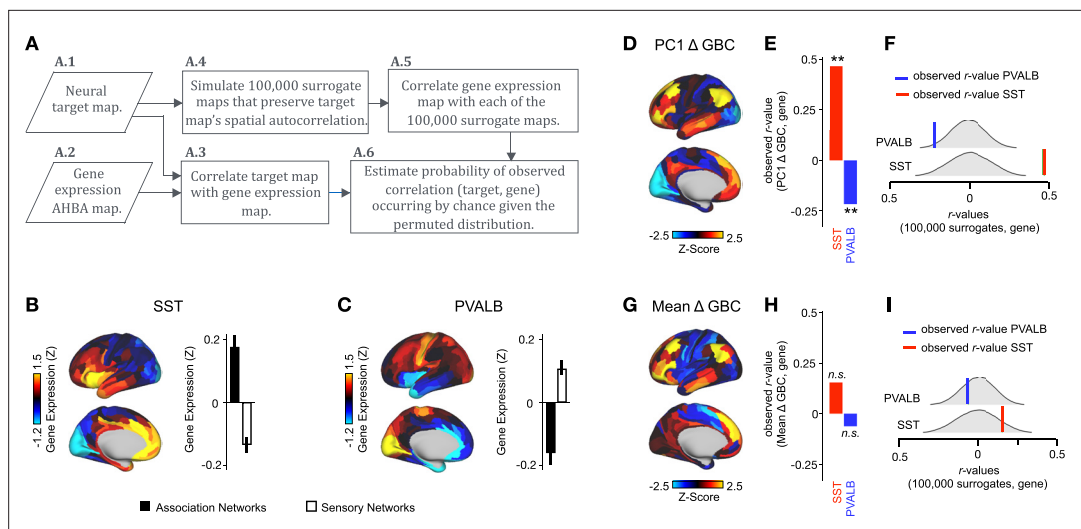 A
A.1
Neural
target map.
A.2
Gene
expression
AHBA map.
A.4
Simulate 100,000 surrogate
maps that preserve target
map's spatial autocorrelation.
A.3
Correlate target map
with gene expression
map.
A.5
Correlate gene expression
map with each of the
100,000 surrogate maps.
A.6
Estimate probability of observed
correlation (target, gene)
occurring by chance given the
permuted distribution.
B
SST
-1.2 1.5
Gene Expression (Z)
Gene Expression (Z)
0.2
0
-0.2
C
PVALB
-1.2 1.5
Gene Expression (Z)
Gene Expression (Z)
0.2
0
-0.2
Association Networks
Sensory Networks
D
PC1 Δ GBC
-2.5 2.5
Z-Score
E
observed r-value
(PC1 Δ GBC, gene)
0.5
0
-0.25
**
**
SST
PVALB
F
observed r-value PVALB
observed r-value SST
PVALB
SST
0.5 0 -0.5
r-values
(100,000 surrogates, gene)
G
Mean Δ GBC
-2.5 2.5
Z-Score
H
observed r-value
(Mean Δ GBC, gene)
0.5
0
-0.25
n.s.
n.s.
SST
PVALB
I
observed r-value PVALB
observed r-value SST
PVALB
SST
0.5 0 0.5
r-values
(100,000 surrogates, gene)